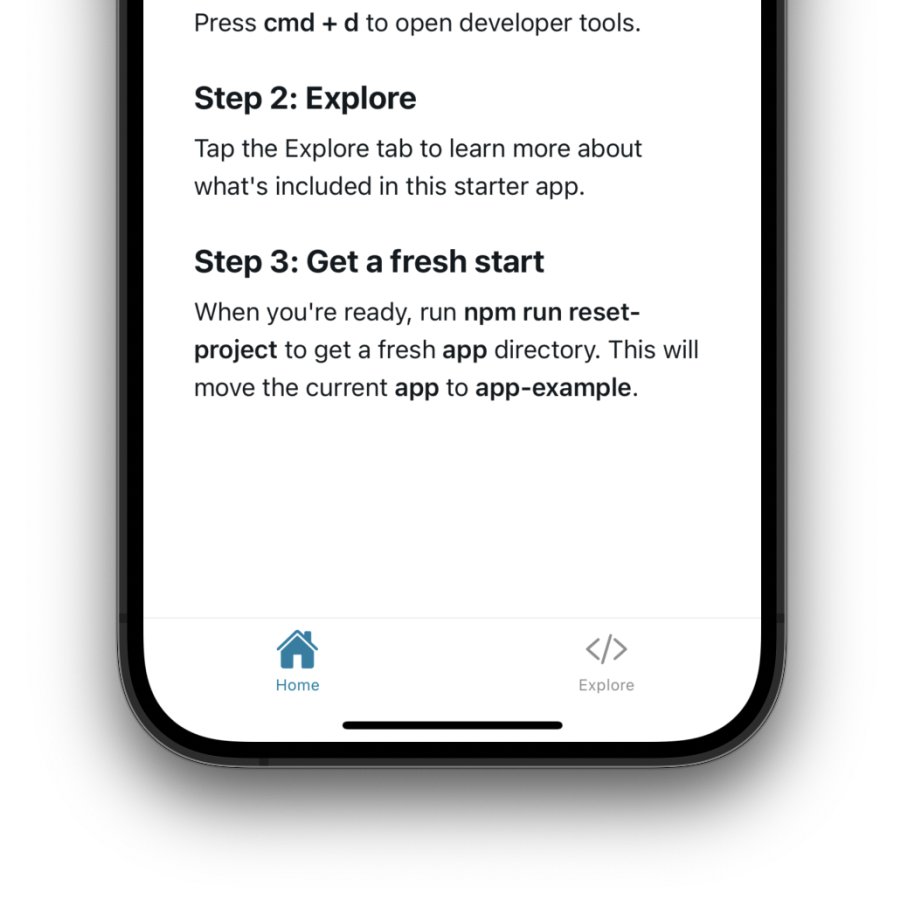 Press cmd + d to open developer tools.
Step 2: Explore
Tap the Explore tab to learn more about
what's included in this starter app.
Step 3: Get a fresh start
When you're ready, run npm run reset-
project to get a fresh app directory. This will
move the current app to app-example.
Home
Explore